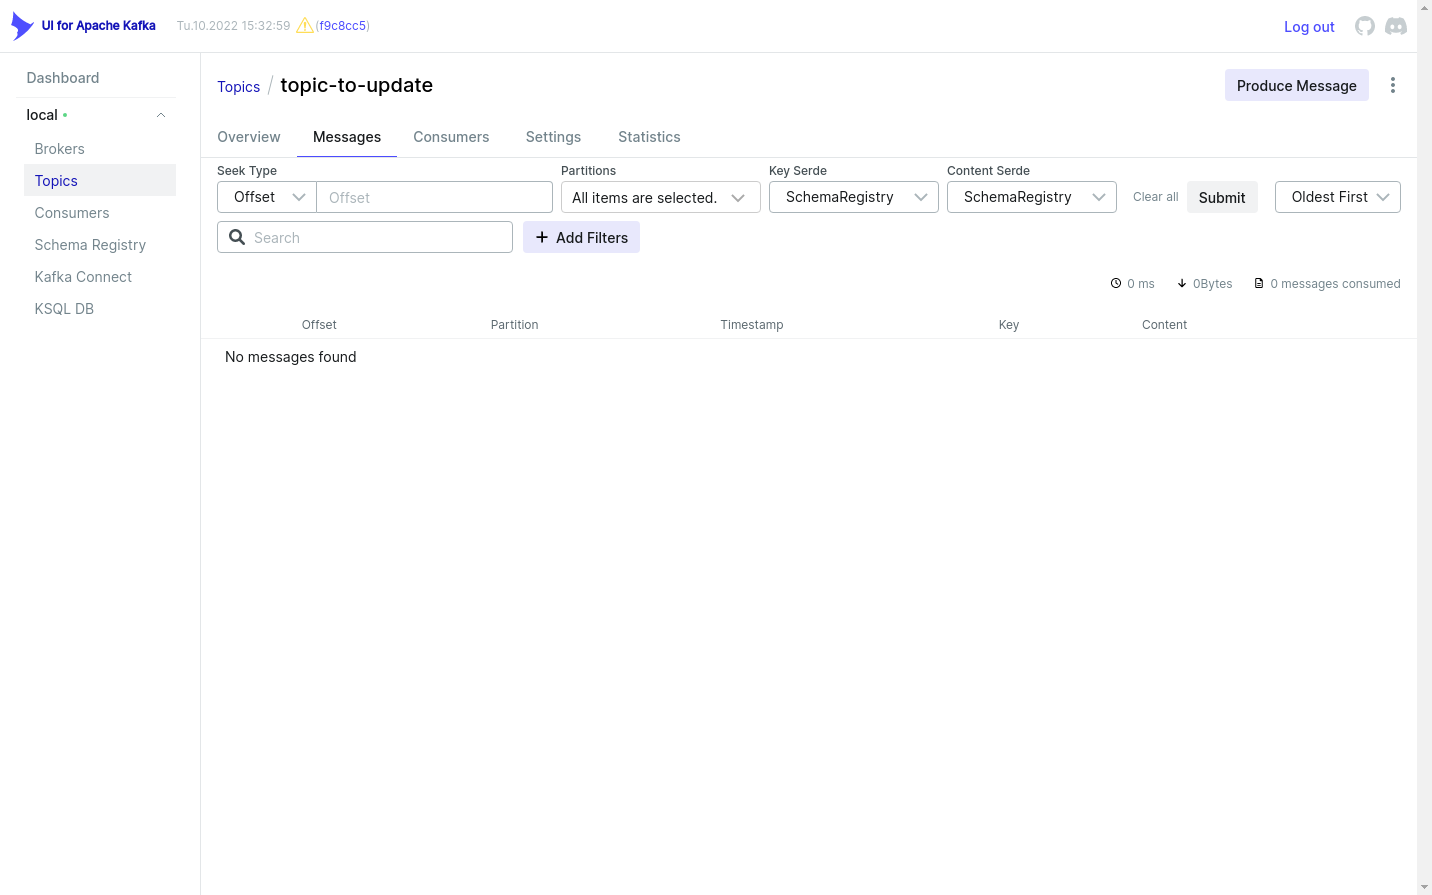 UI for Apache Kafka Tu.10.2022 15:32:59 (f9c8cc5) Log out
Dashboard
local
Brokers
Topics
Consumers
Schema Registry
Kafka Connect
KSQL DB
Topics / topic-to-update Produce Message
Overview Messages Consumers Settings Statistics
Seek Type Partitions Key Serde Content Serde
Offset Offset All items are selected. SchemaRegistry SchemaRegistry Clear all Submit Oldest First
Search Add Filters
0 ms 0Bytes 0 messages consumed
Offset Partition Timestamp Key Content
No messages found